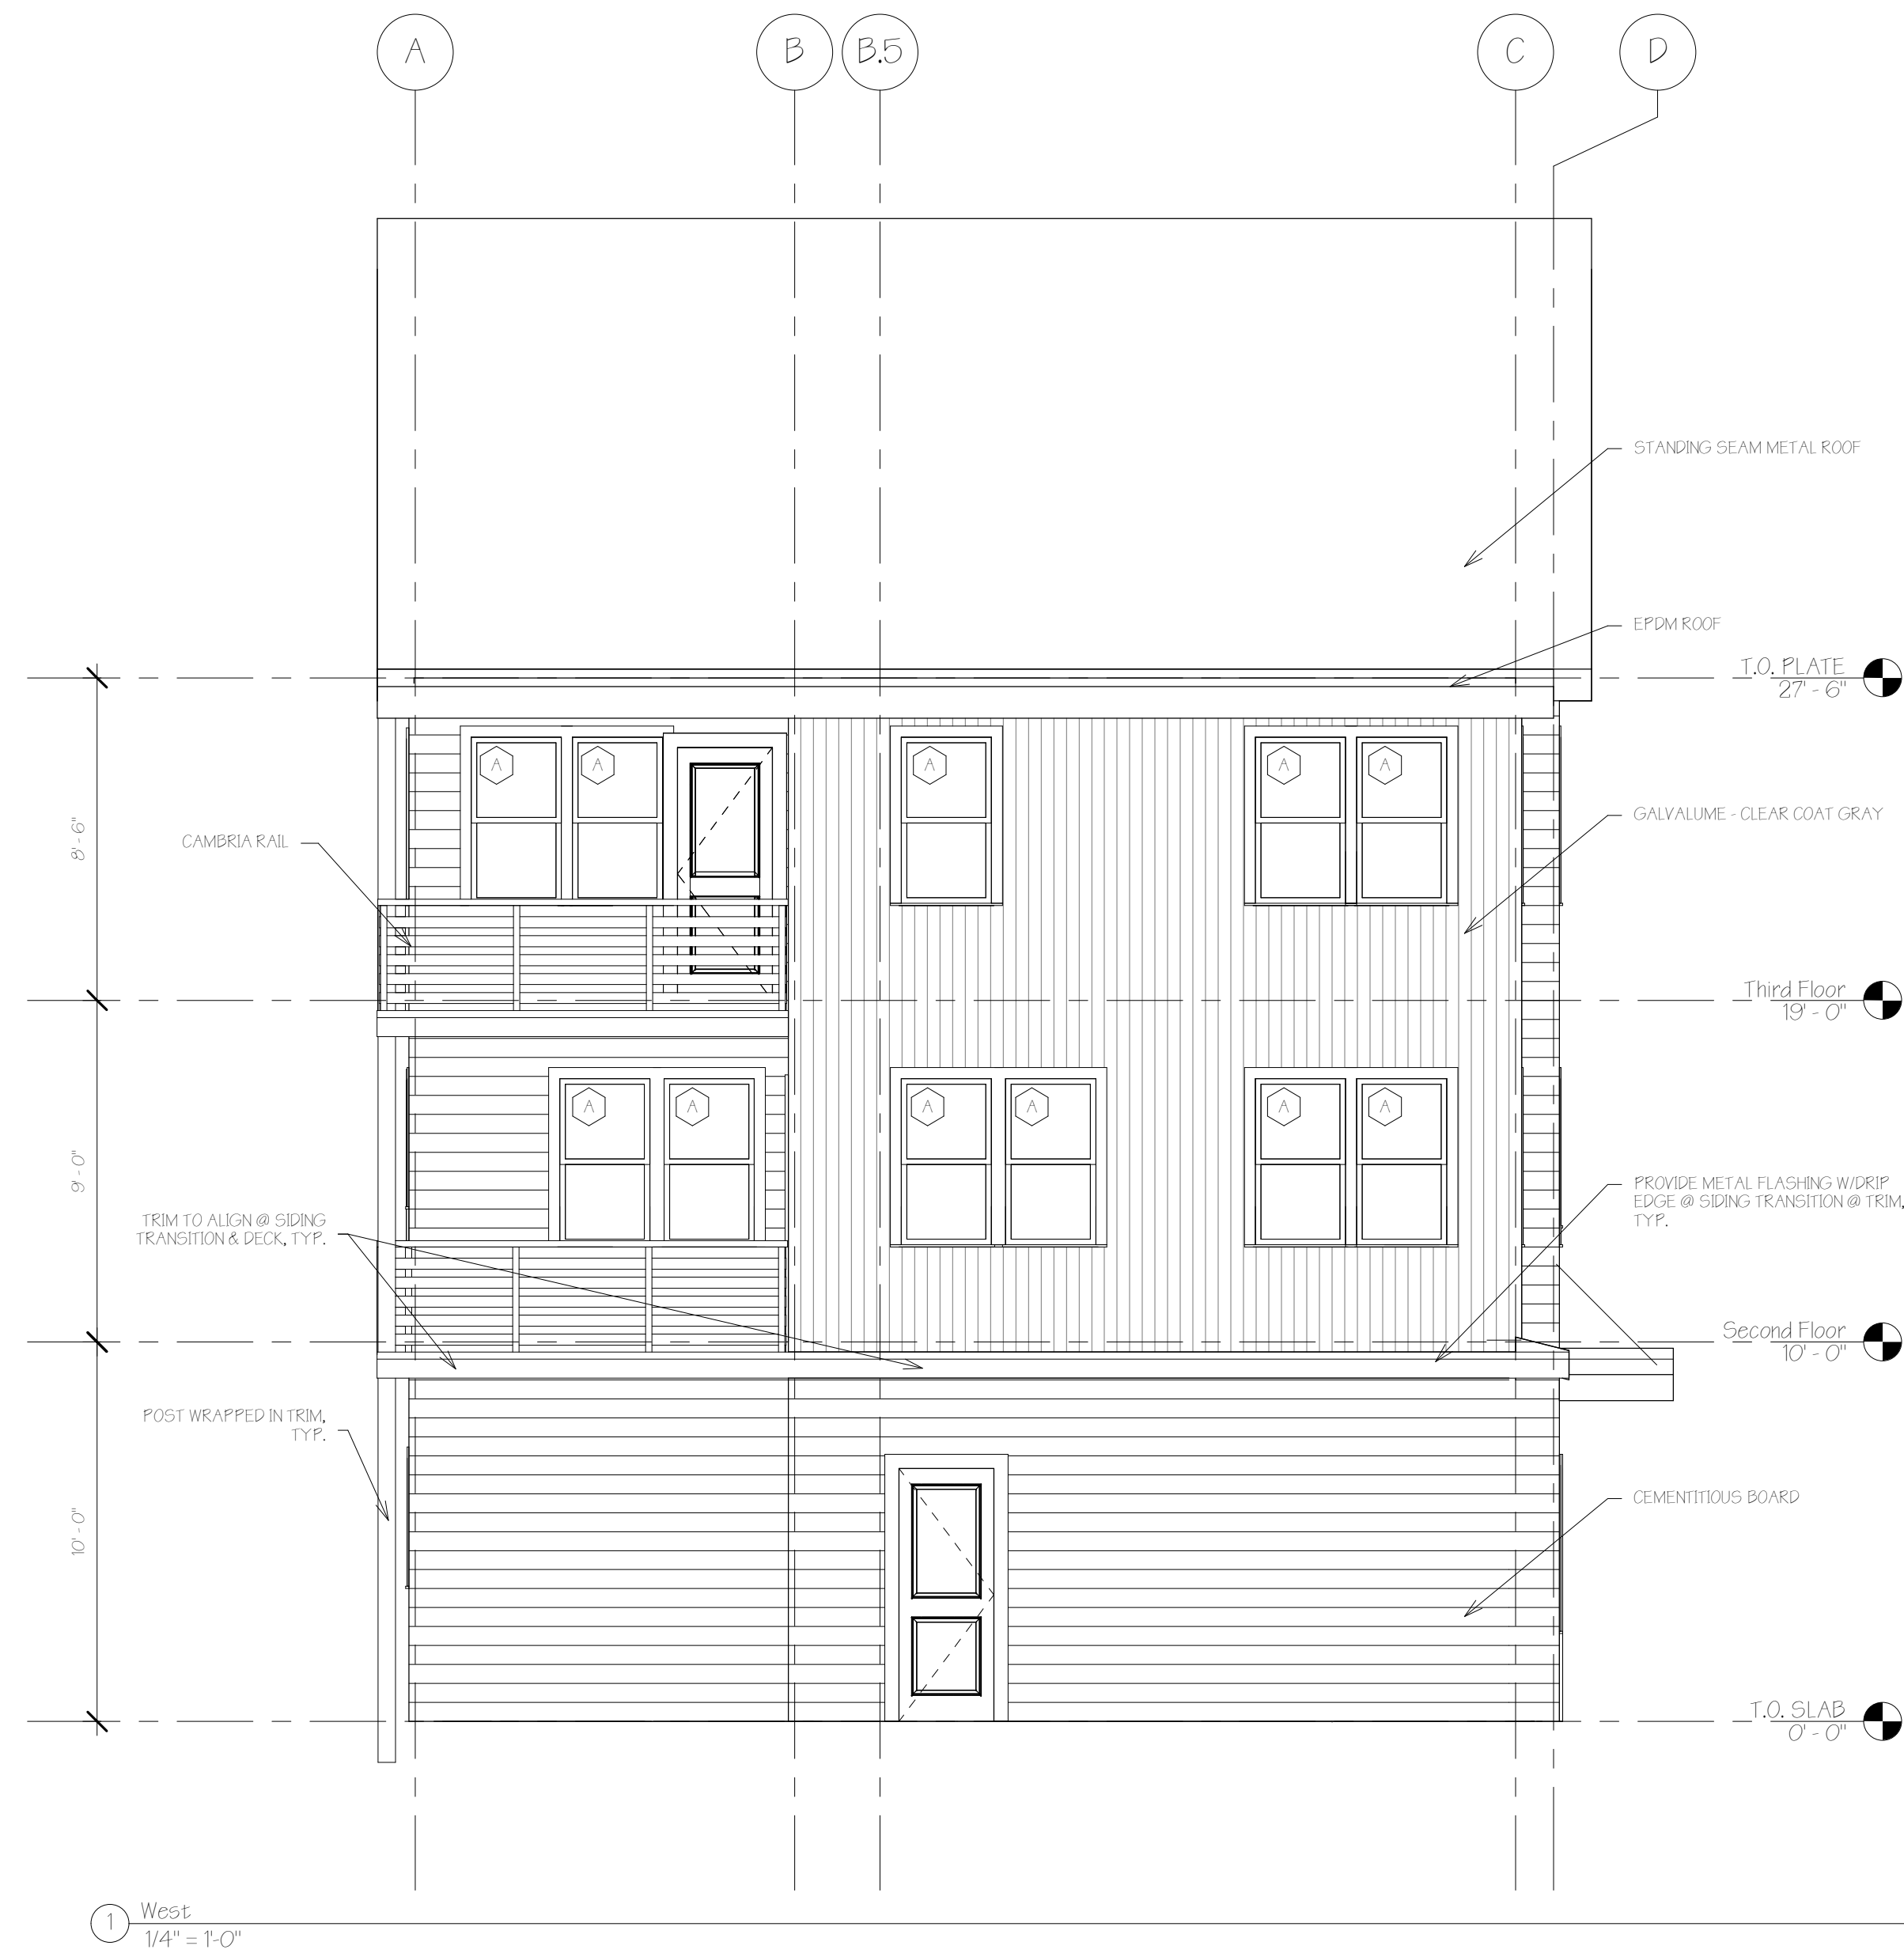 A
B
B.5
C
D
STANDING SEAM METAL ROOF
EPDM ROOF
T.O. PLATE
27' - 6"
A
A
A
A
A
8' - 6"
CAMBRIA RAIL
GALVALUME - CLEAR COAT GRAY
Third Floor
19' - 0"
A
A
A
A
A
A
9' - 0"
PROVIDE METAL FLASHING W/DRIP
EDGE @ SIDING TRANSITION @ TRIM,
TYP.
TRIM TO ALIGN @ SIDING
TRANSITION & DECK, TYP.
Second Floor
10' - 0"
POST WRAPPED IN TRIM,
TYP.
CEMENTITIOUS BOARD
10' - 0"
T.O. SLAB
0' - 0"
1
West
1/4" = 1'-0"